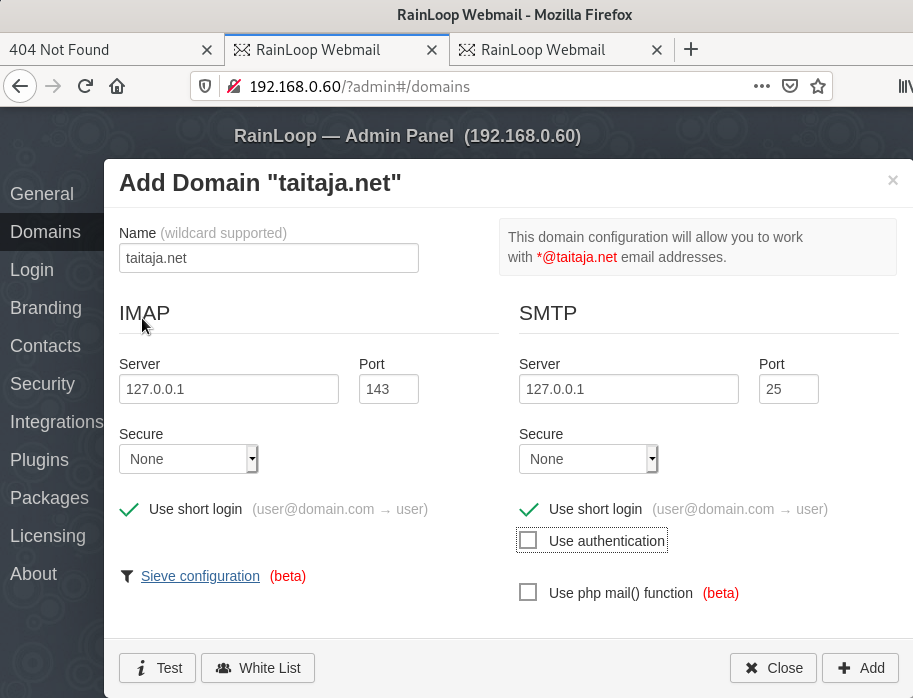 RainLoop Webmail - Mozilla Firefox
404 Not Found
RainLoop Webmail
RainLoop Webmail
192.168.0.60/?admin#/domains
RainLoop — Admin Panel (192.168.0.60)
General
Domains
Login
Branding
Contacts
Security
Integrations
Plugins
Packages
Licensing
About
Add Domain "taitaja.net"
Name (wildcard supported)
taitaja.net
This domain configuration will allow you to work
with *@taitaja.net email addresses.
IMAP
Server Port
127.0.0.1 143
Secure
None
Use short login (user@domain.com → user)
Sieve configuration (beta)
SMTP
Server Port
127.0.0.1 25
Secure
None
Use short login (user@domain.com → user)
Use authentication
Use php mail() function (beta)
Test White List Close Add